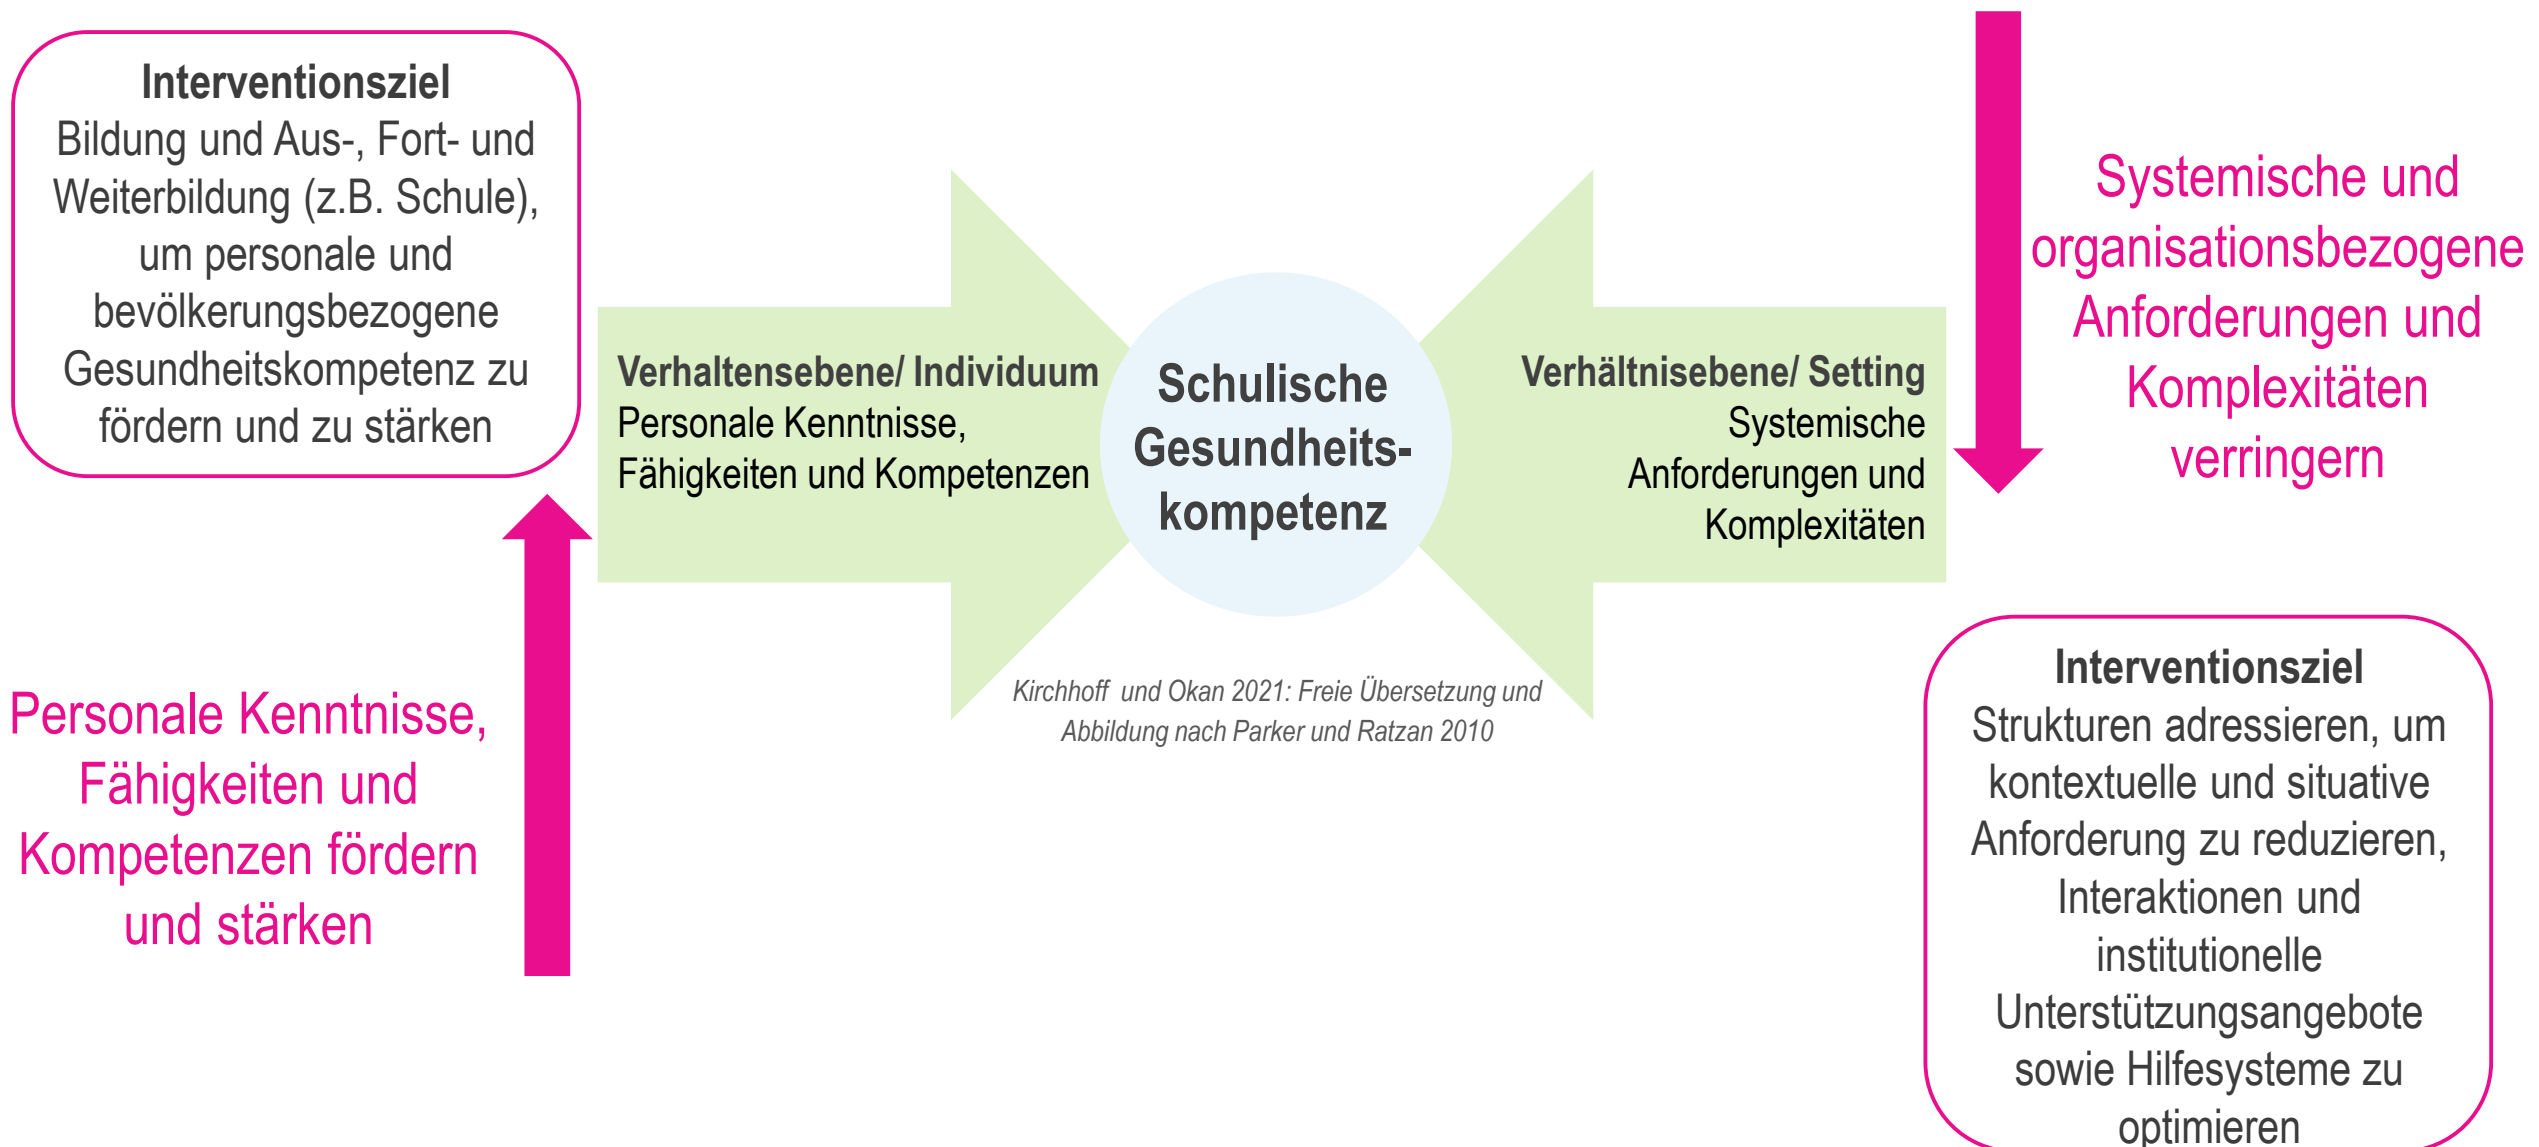 Interventionsziel
Bildung und Aus-, Fort- und
Weiterbildung (z.B. Schule),
um personale und
bevölkerungsbezogene
Gesundheitskompetenz zu
fördern und zu stärken
Personale Kenntnisse,
Fähigkeiten und
Kompetenzen fördern
und stärken
Verhaltensebene/ Individuum
Personale Kenntnisse,
Fähigkeiten und Kompetenzen
Schulische
Gesundheits-
kompetenz
Verhältnisebene/ Setting
Systemische
Anforderungen und
Komplexitäten
Kirchhoff und Okan 2021: Freie Übersetzung und
Abbildung nach Parker und Ratzan 2010
Systemische und
organisationsbezogene
Anforderungen und
Komplexitäten
verringern
Interventionsziel
Strukturen adressieren, um
kontextuelle und situative
Anforderung zu reduzieren,
Interaktionen und
institutionelle
Unterstützungsangebote
sowie Hilfesysteme zu
optimieren